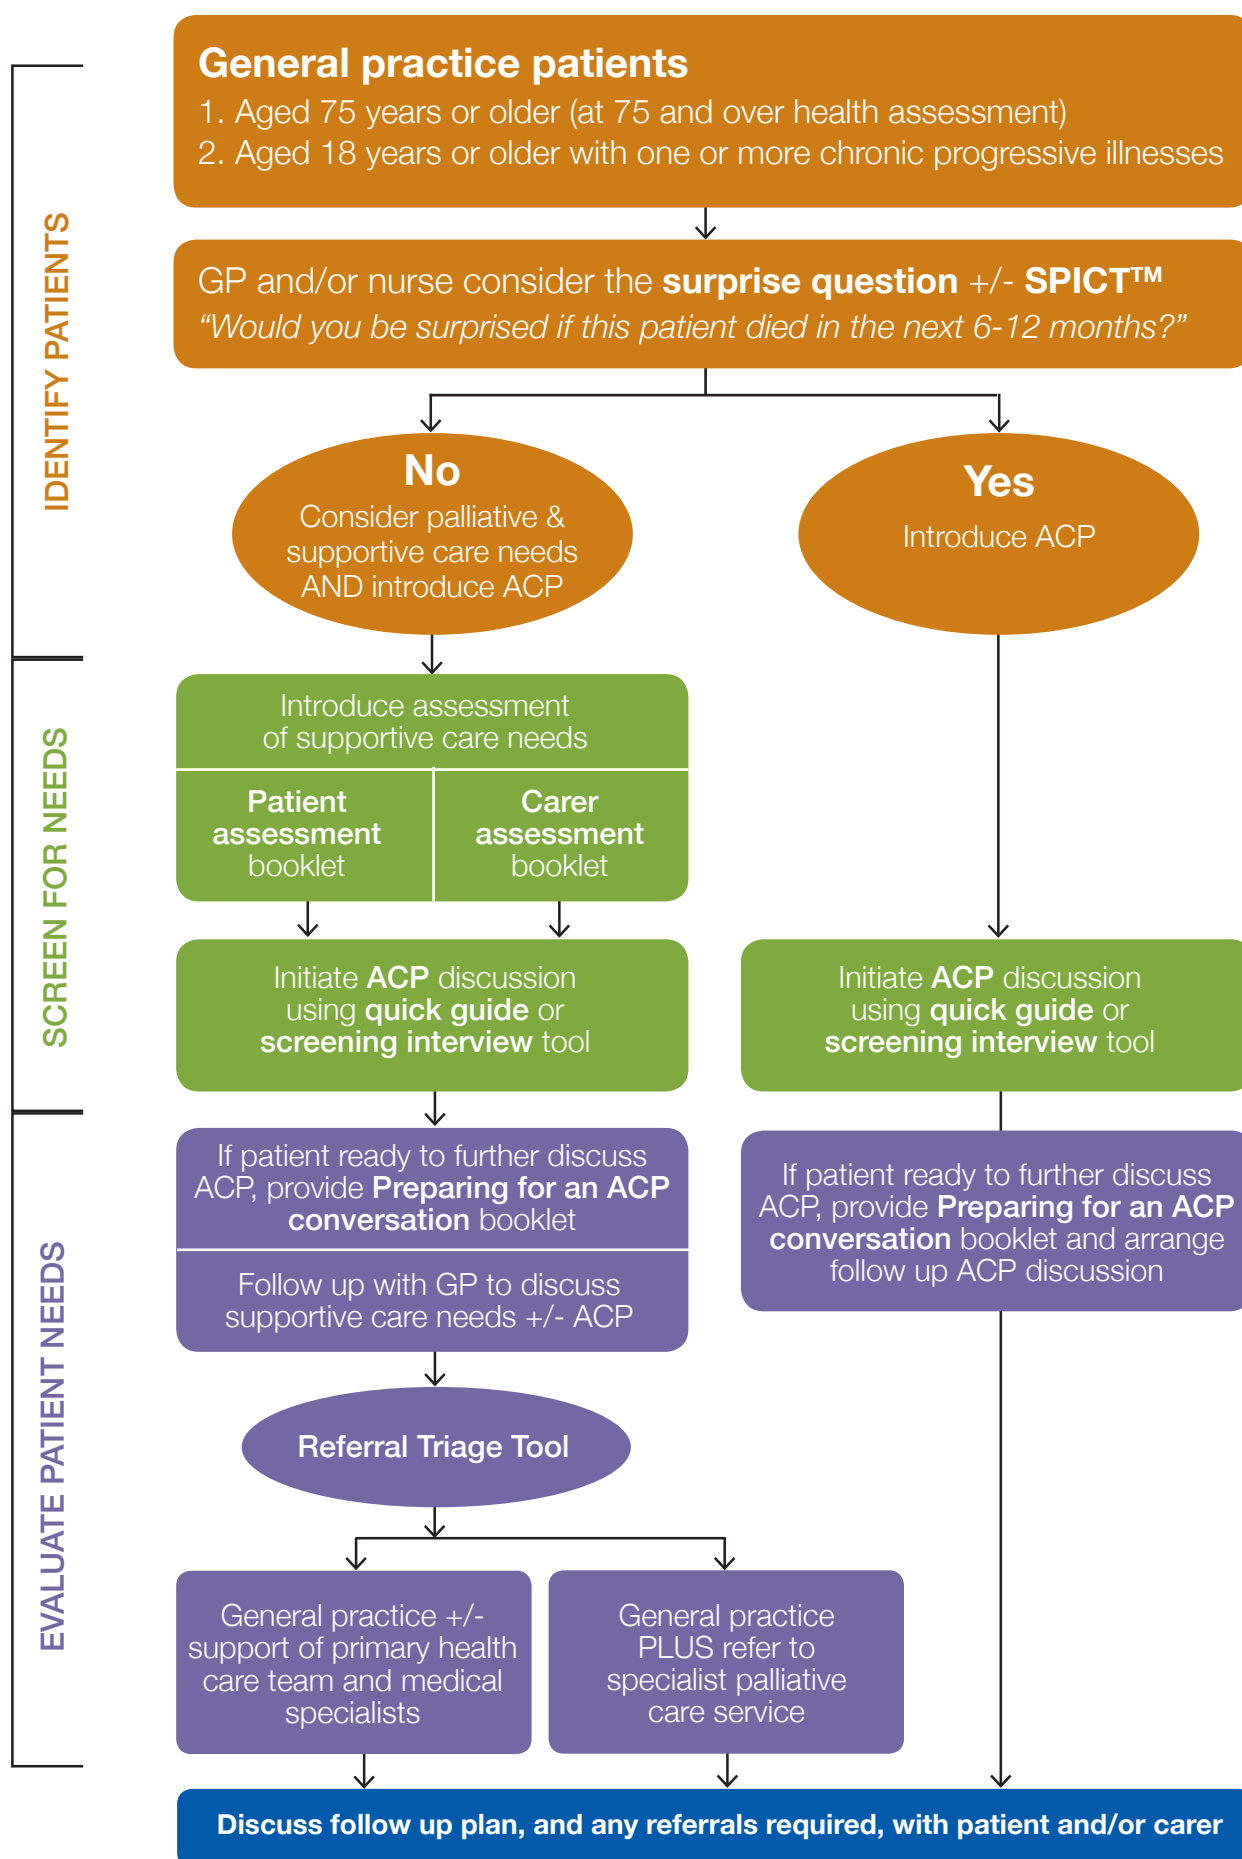 General practice patients
1. Aged 75 years or older (at 75 and over health assessment)
2. Aged 18 years or older with one or more chronic progressive illnesses
IDENTIFY PATIENTS
GP and/or nurse consider the surprise question +/- SPICT™
“Would you be surprised if this patient died in the next 6-12 months?”
No
Consider palliative &
supportive care needs
AND introduce ACP
Yes
Introduce ACP
SCREEN FOR NEEDS
Introduce assessment
of supportive care needs
Patient
assessment
booklet
Carer
assessment
booklet
Initiate ACP discussion
using quick guide or
screening interview tool
Initiate ACP discussion
using quick guide or
screening interview tool
EVALUATE PATIENT NEEDS
If patient ready to further discuss
ACP, provide Preparing for an ACP
conversation booklet
Follow up with GP to discuss
supportive care needs +/- ACP
If patient ready to further discuss
ACP, provide Preparing for an ACP
conversation booklet and arrange
follow up ACP discussion
Referral Triage Tool
General practice +/-
support of primary health
care team and medical
specialists
General practice
PLUS refer to
specialist palliative
care service
Discuss follow up plan, and any referrals required, with patient and/or carer